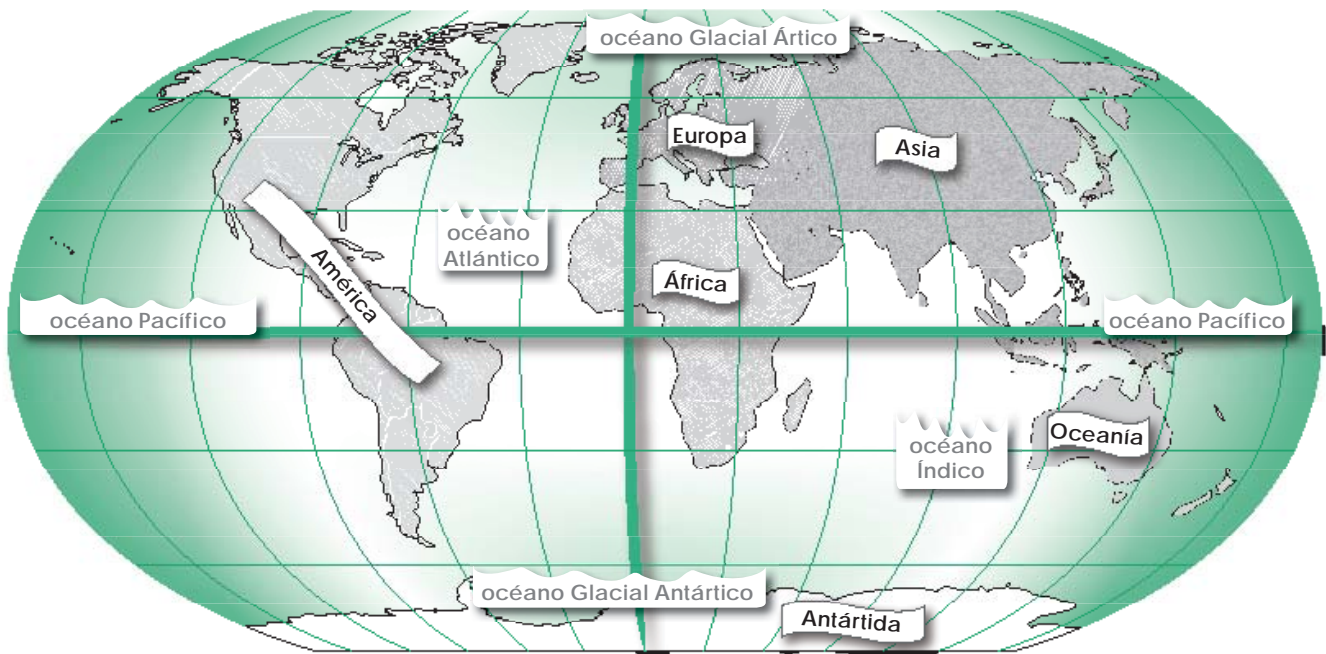 océano Glacial Ártico
Europa
Asia
océano
Atlántico
América
África
océano Pacífico
océano Pacífico
océano
Índico
Oceanía
océano Glacial Antártico
Antártida